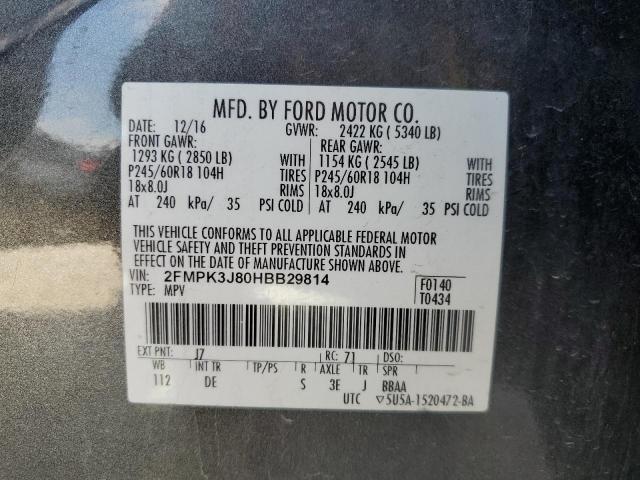 MFD. BY FORD MOTOR CO.
DATE: 12/16 GVWR: 2422 KG ( 5340 LB)
FRONT GAWR: REAR GAWR:
1293 KG ( 2850 LB) WITH 1154 KG ( 2545 LB) WITH
P245/60R18 104H TIRES P245/60R18 104H TIRES
18x8.0J RIMS 18x8.0J RIMS
AT 240 kPa/ 35 PSI COLD AT 240 kPa/ 35 PSI COLD
THIS VEHICLE CONFORMS TO ALL APPLICABLE FEDERAL MOTOR
VEHICLE SAFETY AND THEFT PREVENTION STANDARDS IN
EFFECT ON THE DATE OF MANUFACTURE SHOWN ABOVE.
VIN: 2FMPK3J80HBB29814 F0140
TYPE: MPV T0434
EXT PNT: J7 RC: 71 DSO:
WB INT TR TP/PS R AXLE TR SPR
112 DE S 3E J BBAA
UTC ▽5U5A-1520472-BA